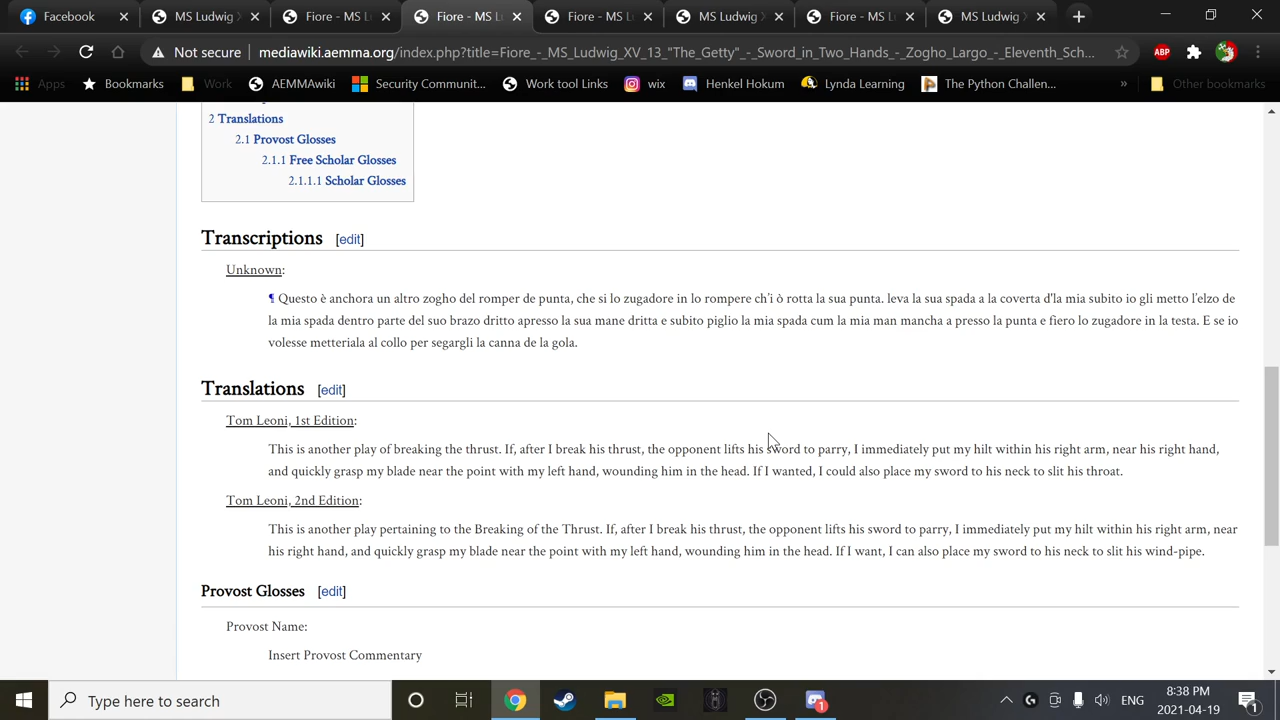 Facebook
MS Ludwig X
Fiore - MS L
Fiore - MS L
Fiore - MS L
MS Ludwig
Fiore - MS L
MS Ludwig X
Not secure
mediawiki.aemma.org/index.php?title=Fiore_-_MS_Ludwig_XV_13_"The_Getty"_-_Sword_in_Two_Hands_-_Zogho_Largo_-_Eleventh_Sch...
ABP
Apps
Bookmarks
Work
AEMMAwiki
Security Communit...
Work tool Links
wix
Henkel Hokum
Lynda Learning
The Python Challen...
»
Other bookmarks
2 Translations
2.1 Provost Glosses
2.1.1 Free Scholar Glosses
2.1.1.1 Scholar Glosses
Transcriptions [edit]
Unknown:
¶ Questo è anchora un altro zogho del romper de punta, che si lo zugadore in lo rompere ch'i ò rotta la sua punta. leva la sua spada a la coverta d'la mia subito io gli metto l'elzo de
la mia spada dentro parte del suo brazo dritto apresso la sua mane dritta e subito piglio la mia spada cum la mia man mancha a presso la punta e fiero lo zugadore in la testa. E se io
volesse metteriala al collo per segargli la canna de la gola.
Translations [edit]
Tom Leoni, 1st Edition:
This is another play of breaking the thrust. If, after I break his thrust, the opponent lifts his sword to parry, I immediately put my hilt within his right arm, near his right hand,
and quickly grasp my blade near the point with my left hand, wounding him in the head. If I wanted, I could also place my sword to his neck to slit his throat.
Tom Leoni, 2nd Edition:
This is another play pertaining to the Breaking of the Thrust. If, after I break his thrust, the opponent lifts his sword to parry, I immediately put my hilt within his right arm, near
his right hand, and quickly grasp my blade near the point with my left hand, wounding him in the head. If I want, I can also place my sword to his neck to slit his wind-pipe.
Provost Glosses [edit]
Provost Name:
Insert Provost Commentary
Type here to search
1
ENG
8:38 PM
2021-04-19
1